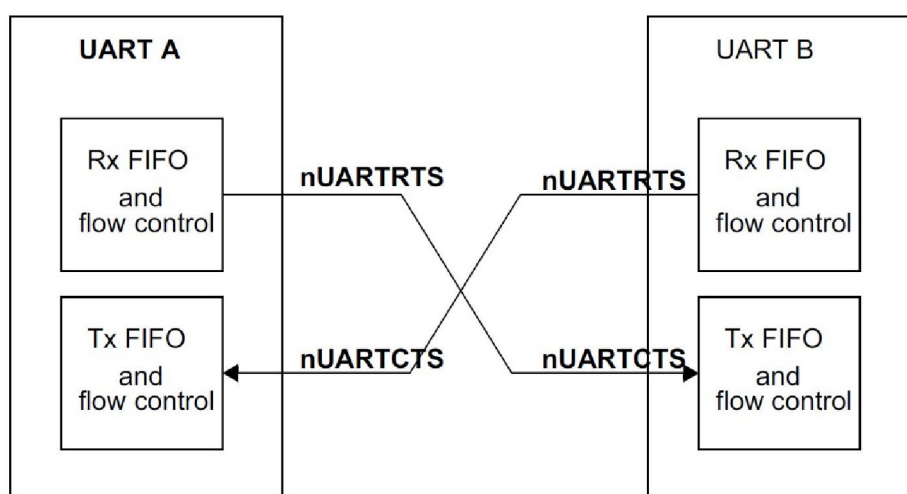 UART A
UART B
Rx FIFO
and
flow control
nUARTRTS
nUARTRTS
Rx FIFO
and
flow control
Tx FIFO
and
flow control
nUARTCTS
nUARTCTS
Tx FIFO
and
flow control